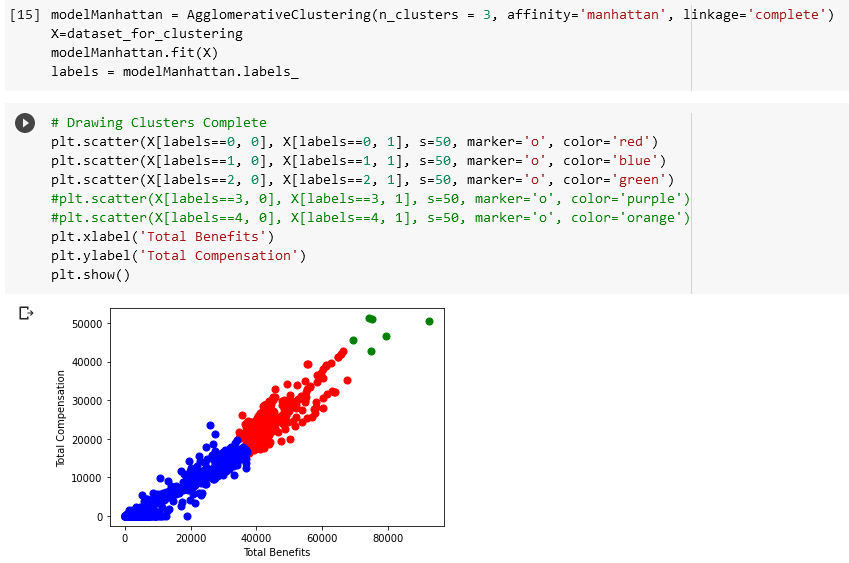 [15] modelManhattan = AgglomerativeClustering(n_clusters = 3, affinity='manhattan', linkage='complete')
X=dataset_for_clustering
modelManhattan.fit(X)
labels = modelManhattan.labels_
# Drawing Clusters Complete
plt.scatter(X[labels==0, 0], X[labels==0, 1], s=50, marker='o', color='red')
plt.scatter(X[labels==1, 0], X[labels==1, 1], s=50, marker='o', color='blue')
plt.scatter(X[labels==2, 0], X[labels==2, 1], s=50, marker='o', color='green')
#plt.scatter(X[labels==3, 0], X[labels==3, 1], s=50, marker='o', color='purple')
#plt.scatter(X[labels==4, 0], X[labels==4, 1], s=50, marker='o', color='orange')
plt.xlabel('Total Benefits')
plt.ylabel('Total Compensation')
plt.show()
Total Compensation
50000
40000
30000
20000
10000
0
0 20000 40000 60000 80000
Total Benefits